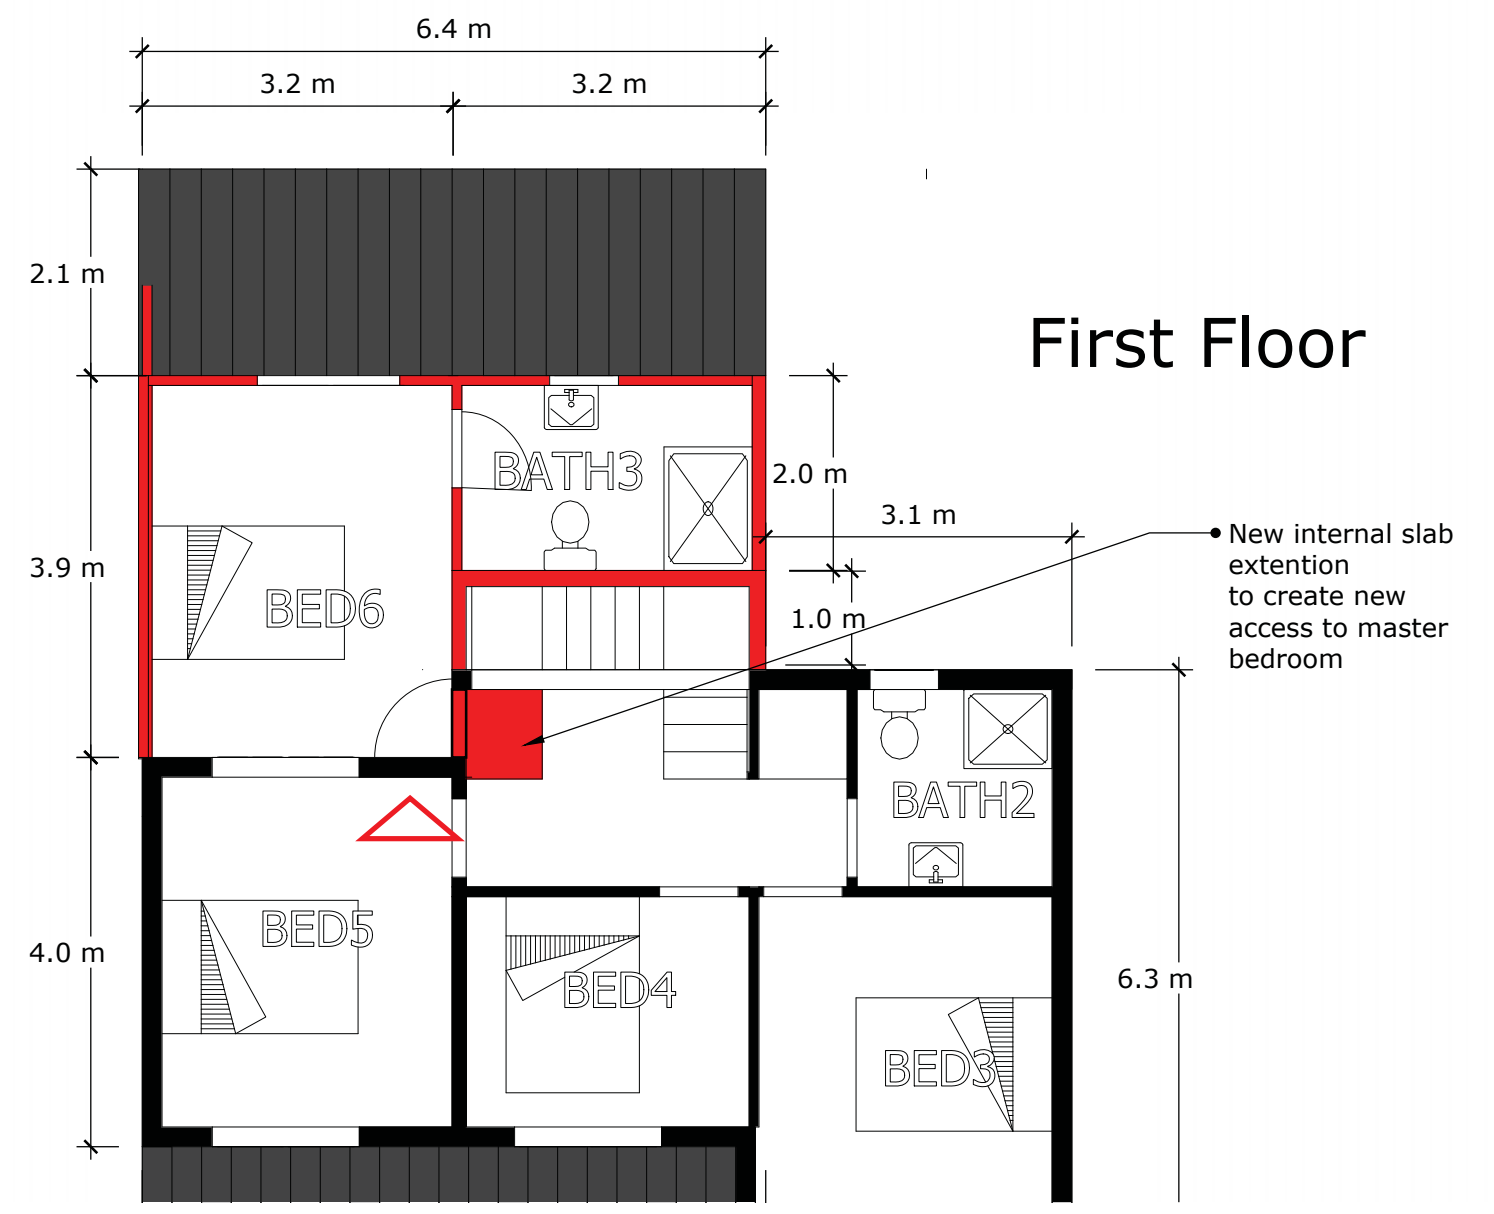 6.4 m
3.2 m
3.2 m
2.1 m
First Floor
BATH3
2.0 m
3.1 m
New internal slab
extention
to create new
access to master
bedroom
3.9 m
BED6
1.0 m
BATH2
BED5
4.0 m
BED4
6.3 m
BED3